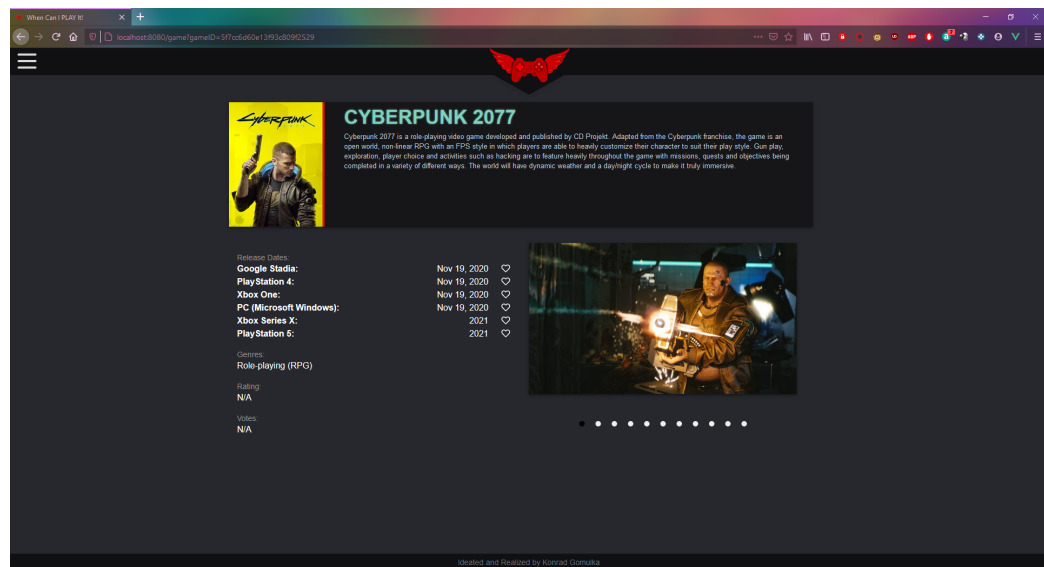 When Can I PLAY It!
localhost:8080/game?gameID=5f7cc6d60e13f93c809f2529
CYBERPUNK
CYBERPUNK 2077
Cyberpunk 2077 is a role-playing video game developed and published by CD Projekt. Adapted from the Cyberpunk franchise, the game is an
open world, non-linear RPG with an FPS style in which players are able to heavily customize their character to suit their play style. Gun play,
exploration, player choice and activities such as hacking are to feature heavily throughout the game with missions, quests and objectives being
completed in a variety of different ways. The world will have dynamic weather and a day/night cycle to make it truly immersive.
Release Dates:
Google Stadia: Nov 19, 2020
PlayStation 4: Nov 19, 2020
Xbox One: Nov 19, 2020
PC (Microsoft Windows): Nov 19, 2020
Xbox Series X: 2021
PlayStation 5: 2021
Genres:
Role-playing (RPG)
Rating:
N/A
Votes:
N/A
Ideated and Realized by Konrad Gomulka